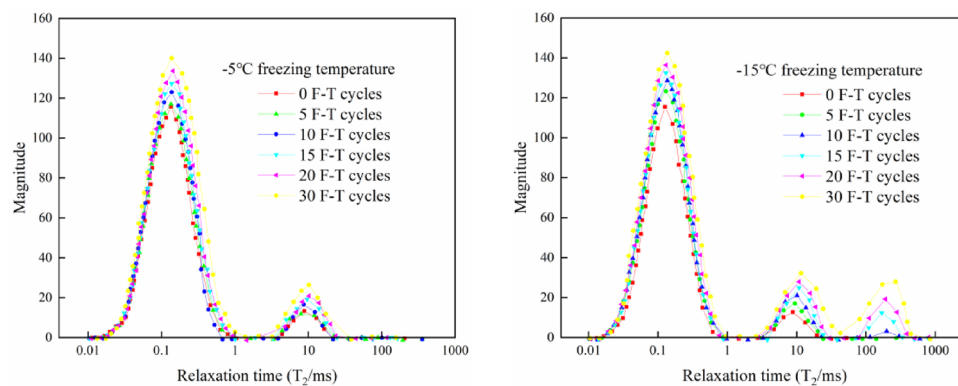 160
140
120
100
80
60
40
20
0
Magnitude
-5℃ freezing temperature
0 F-T cycles
5 F-T cycles
10 F-T cycles
15 F-T cycles
20 F-T cycles
30 F-T cycles
0.01 0.1 1 10 100 1000
Relaxation time (T2/ms)
160
140
120
100
80
60
40
20
0
Magnitude
-15℃ freezing temperature
0 F-T cycles
5 F-T cycles
10 F-T cycles
15 F-T cycles
20 F-T cycles
30 F-T cycles
0.01 0.1 1 10 100 1000
Relaxation time (T2/ms)